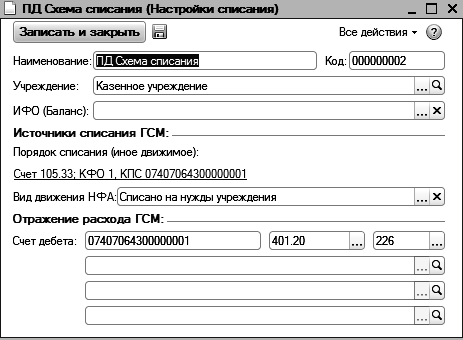 ПД Схема списания (Настройки списания)
Записать и закрыть Все действия ?
Наименование: ПД Схема списания Код: 000000002
Учреждение: Казенное учреждение ...
ИФО (Баланс): ... ×
Источники списания ГСМ:
Порядок списания (иное движимое):
Счет 105.33; КФО 1, КПС 07407064300000001
Вид движения НФА: Списано на нужды учреждения ... ×
Отражение расхода ГСМ:
Счет дебета: 07407064300000001 401.20 ... 226 ...
...
...
...